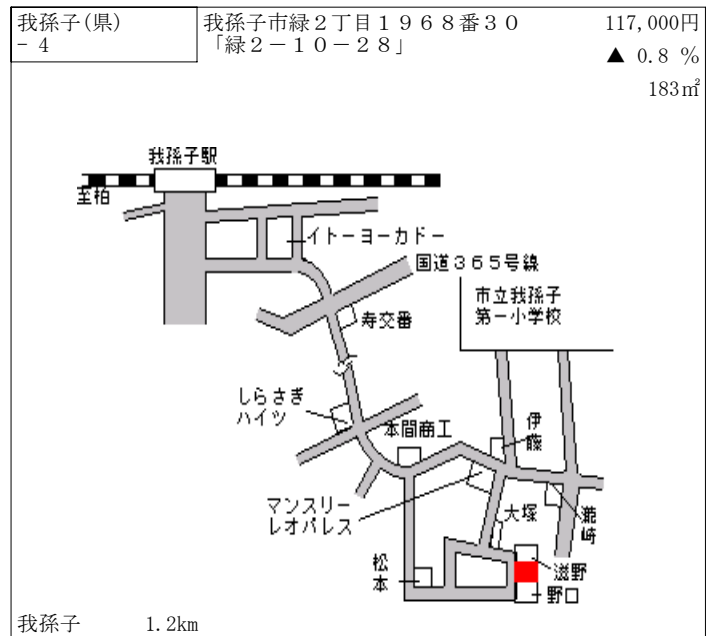 我孫子(県)
- 4
我孫子市緑２丁目１９６８番３０
「緑２－１０－２８」
117,000円
▲ 0.8 %
183㎡
我孫子駅
至柏
イトーヨーカドー
国道３６５号線
市立我孫子
第一小学校
寿交番
しらさぎ
ハイツ
本間商工
伊
藤
マンスリー
レオパレス
大塚
滝
崎
松
本
滋野
野口
我孫子 1.2km